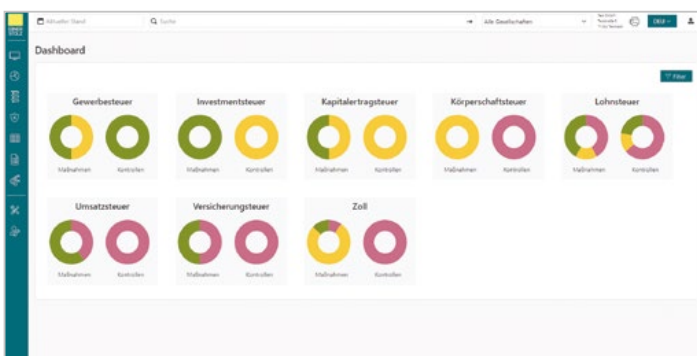 Aktueller Stand
Suche
Alle Gesellschaften
DEU
Dashboard
Filter
Gewerbesteuer
Investmentsteuer
Kapitalertragsteuer
Körperschaftsteuer
Lohnsteuer
Maßnahmen Kontrollen
Maßnahmen Kontrollen
Maßnahmen Kontrollen
Maßnahmen Kontrollen
Maßnahmen Kontrollen
Umsatzsteuer
Versicherungsteuer
Zoll
Maßnahmen Kontrollen
Maßnahmen Kontrollen
Maßnahmen Kontrollen